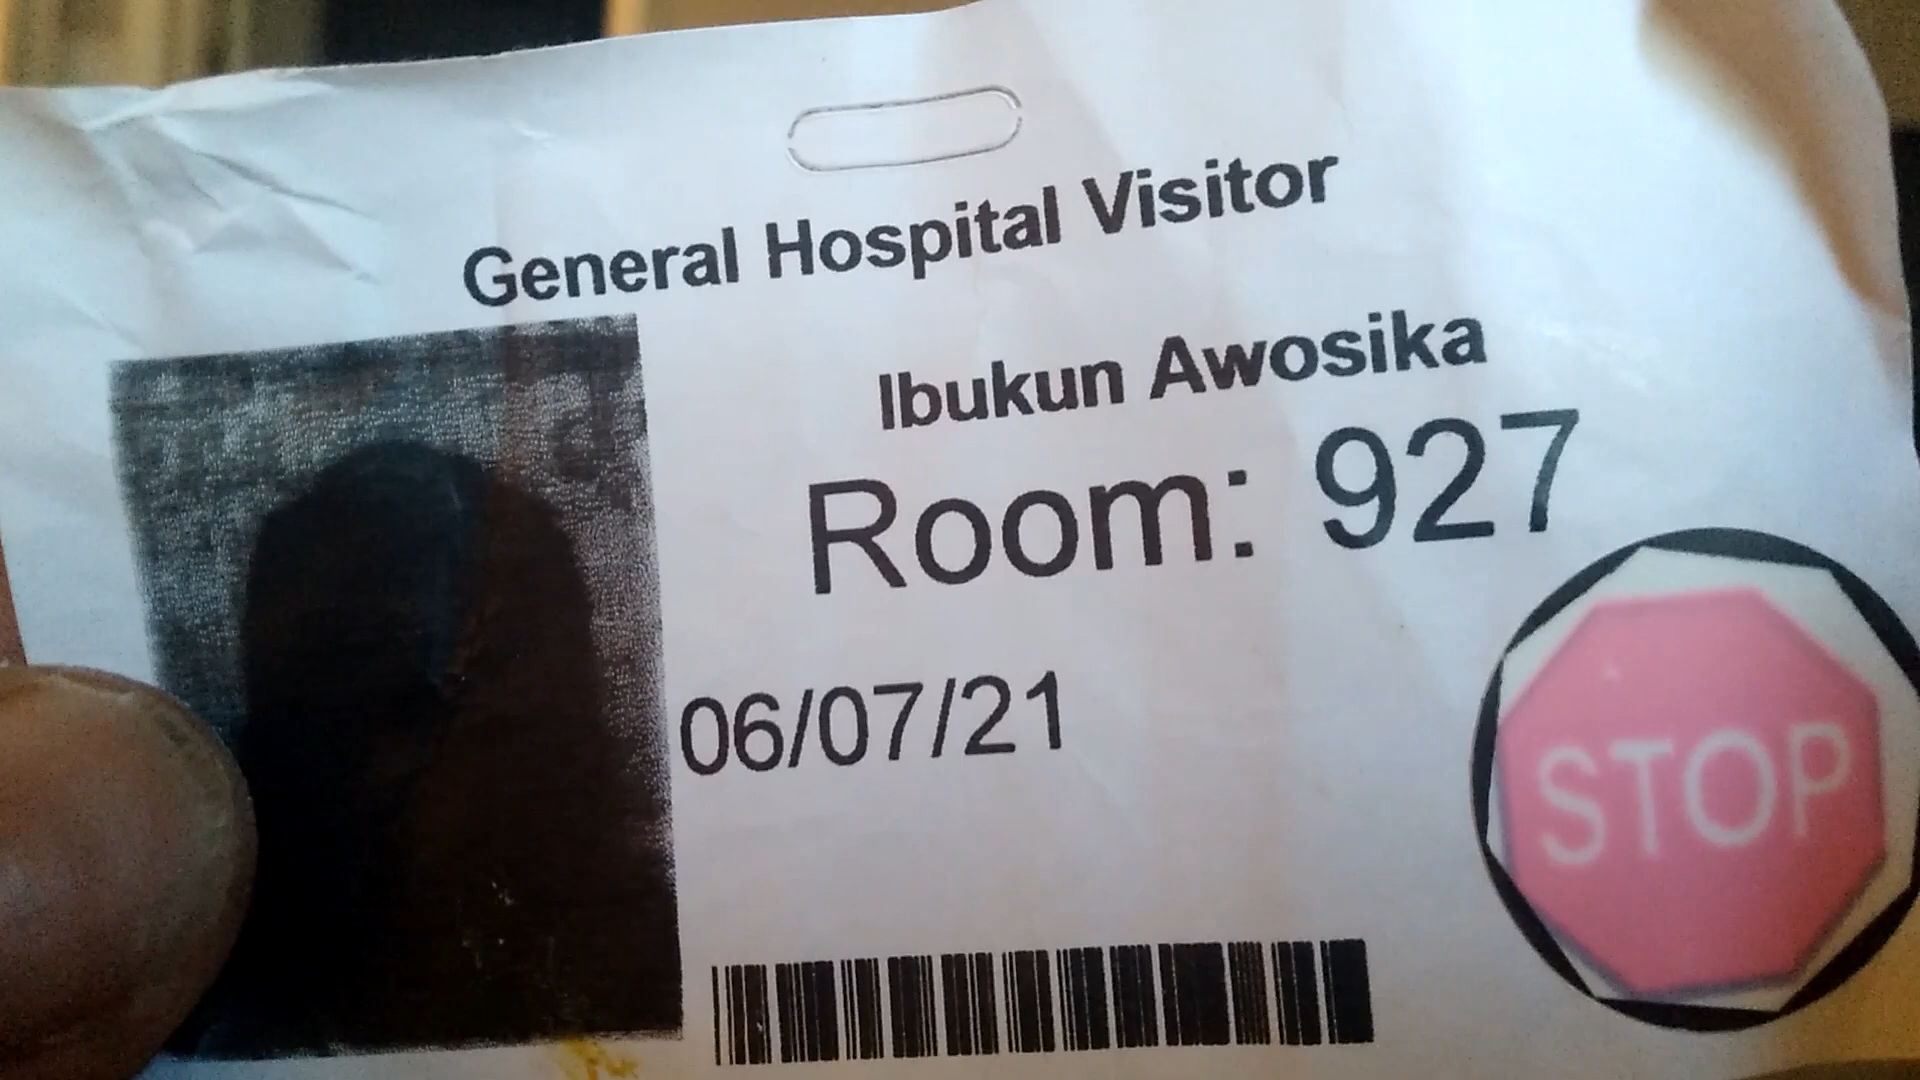 General Hospital Visitor
Ibukun Awosika
Room: 927
06/07/21
STOP